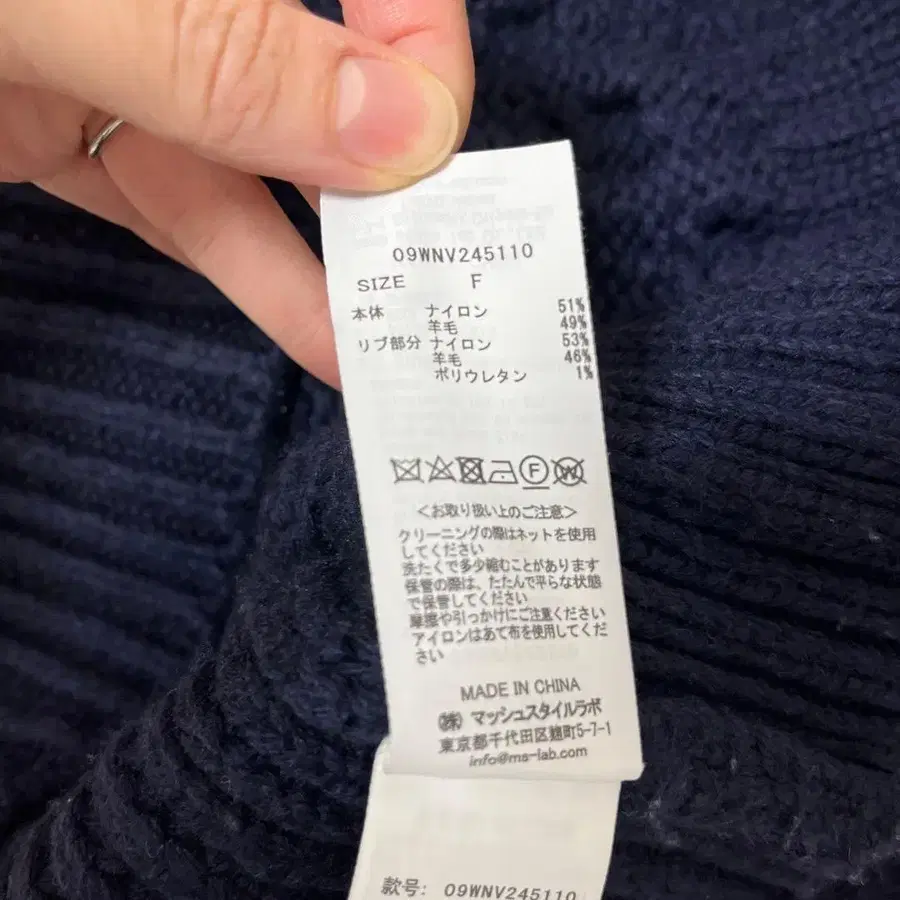 09WNV245110
SIZE F
本体 ナイロン 51%
羊毛 49%
リブ部分 ナイロン 53%
羊毛 46%
ポリウレタン 1%
F
W
<お取り扱い上のご注意>
クリーニングの際はネットを使用
してください
洗たくで多少縮むことがあります
保管の際は、たたんで平らな状態
で保管してください
摩擦や引っかけにご注意ください
アイロンはあて布を使用してくだ
さい
MADE IN CHINA
㈱ マッシュスタイルラボ
東京都千代田区麹町5-7-1
info@ms-lab.com
款号: 09WNV245110